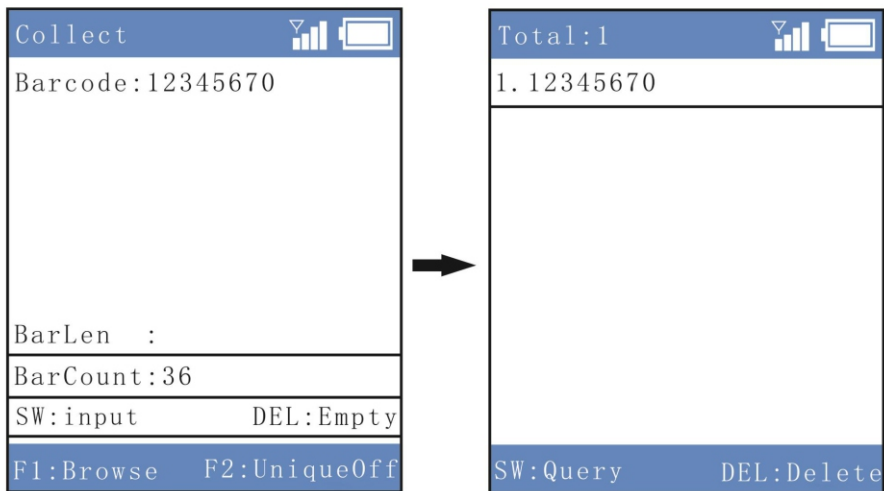 Collect
Barcode:12345670
BarLen :
BarCount:36
SW:input DEL:Empty
F1:Browse F2:UniqueOff
Total:1
1.12345670
SW:Query DEL:Delete